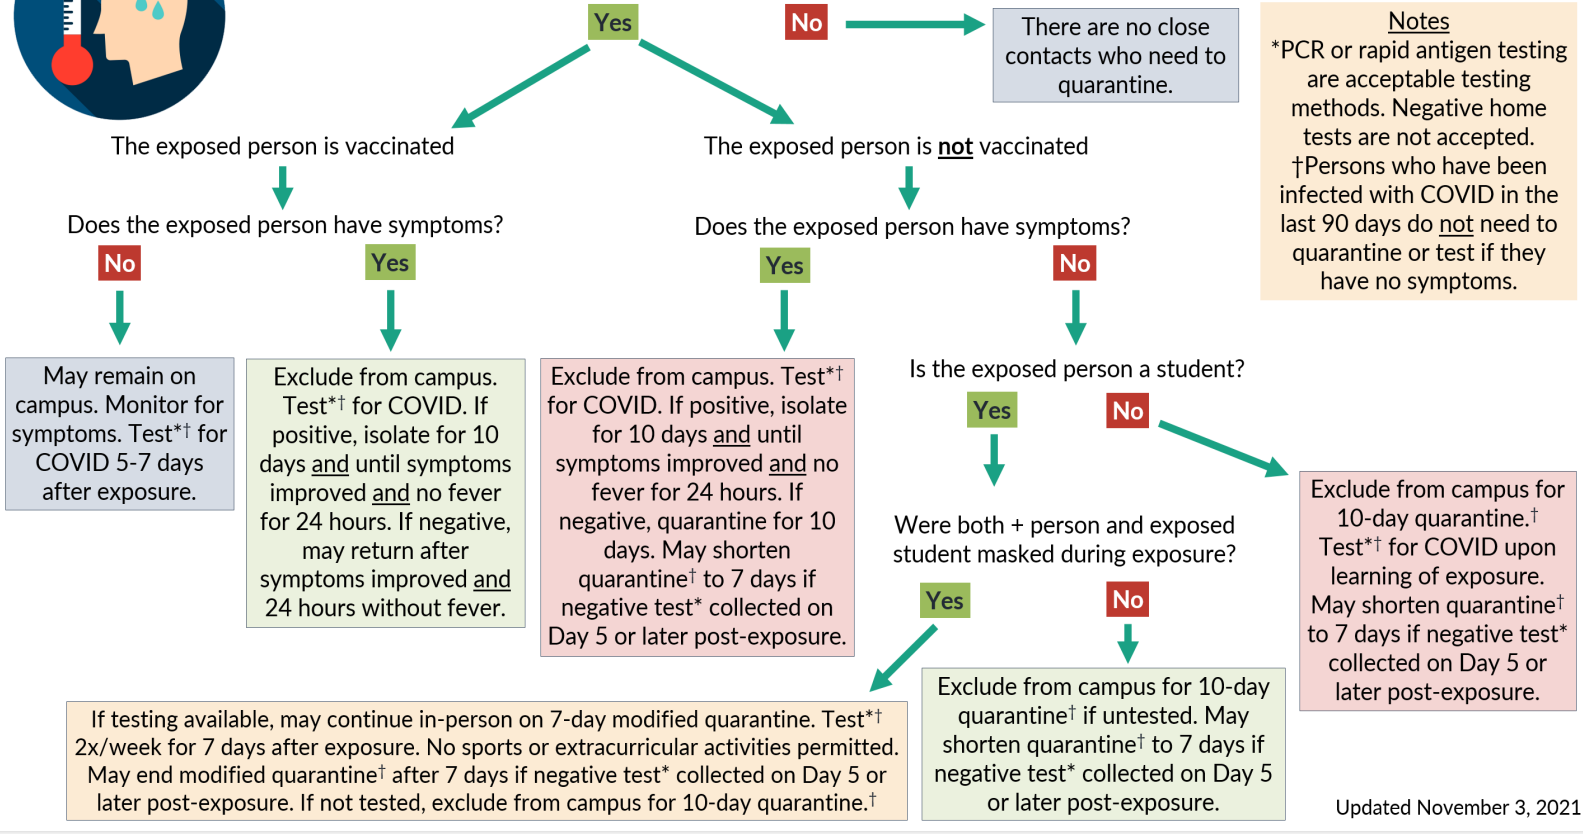 Yes
No
There are no close
contacts who need to
quarantine.
Notes
*PCR or rapid antigen testing
are acceptable testing
methods. Negative home
tests are not accepted.
†Persons who have been
infected with COVID in the
last 90 days do not need to
quarantine or test if they
have no symptoms.
The exposed person is vaccinated
The exposed person is not vaccinated
Does the exposed person have symptoms?
Does the exposed person have symptoms?
No
Yes
Yes
No
May remain on
campus. Monitor for
symptoms. Test*† for
COVID 5-7 days
after exposure.
Exclude from campus.
Test*† for COVID. If
positive, isolate for 10
days and until symptoms
improved and no fever
for 24 hours. If negative,
may return after
symptoms improved and
24 hours without fever.
Exclude from campus. Test*†
for COVID. If positive, isolate
for 10 days and until
symptoms improved and no
fever for 24 hours. If
negative, quarantine for 10
days. May shorten
quarantine† to 7 days if
negative test* collected on
Day 5 or later post-exposure.
Is the exposed person a student?
Yes
No
Exclude from campus for
10-day quarantine.†
Test*† for COVID upon
learning of exposure.
May shorten quarantine†
to 7 days if negative test*
collected on Day 5 or
later post-exposure.
Were both + person and exposed
student masked during exposure?
Yes
No
If testing available, may continue in-person on 7-day modified quarantine. Test*†
2x/week for 7 days after exposure. No sports or extracurricular activities permitted.
May end modified quarantine† after 7 days if negative test* collected on Day 5 or
later post-exposure. If not tested, exclude from campus for 10-day quarantine.†
Exclude from campus for 10-day
quarantine† if untested. May
shorten quarantine† to 7 days if
negative test* collected on Day 5
or later post-exposure.
Updated November 3, 2021